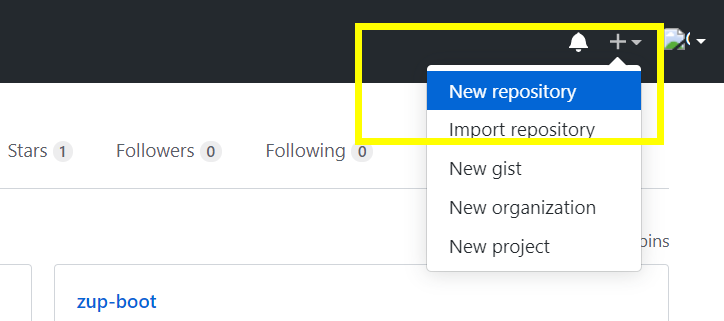 New repository
Import repository
New gist
New organization
New project
Stars 1 Followers 0 Following 0
pins
zup-boot